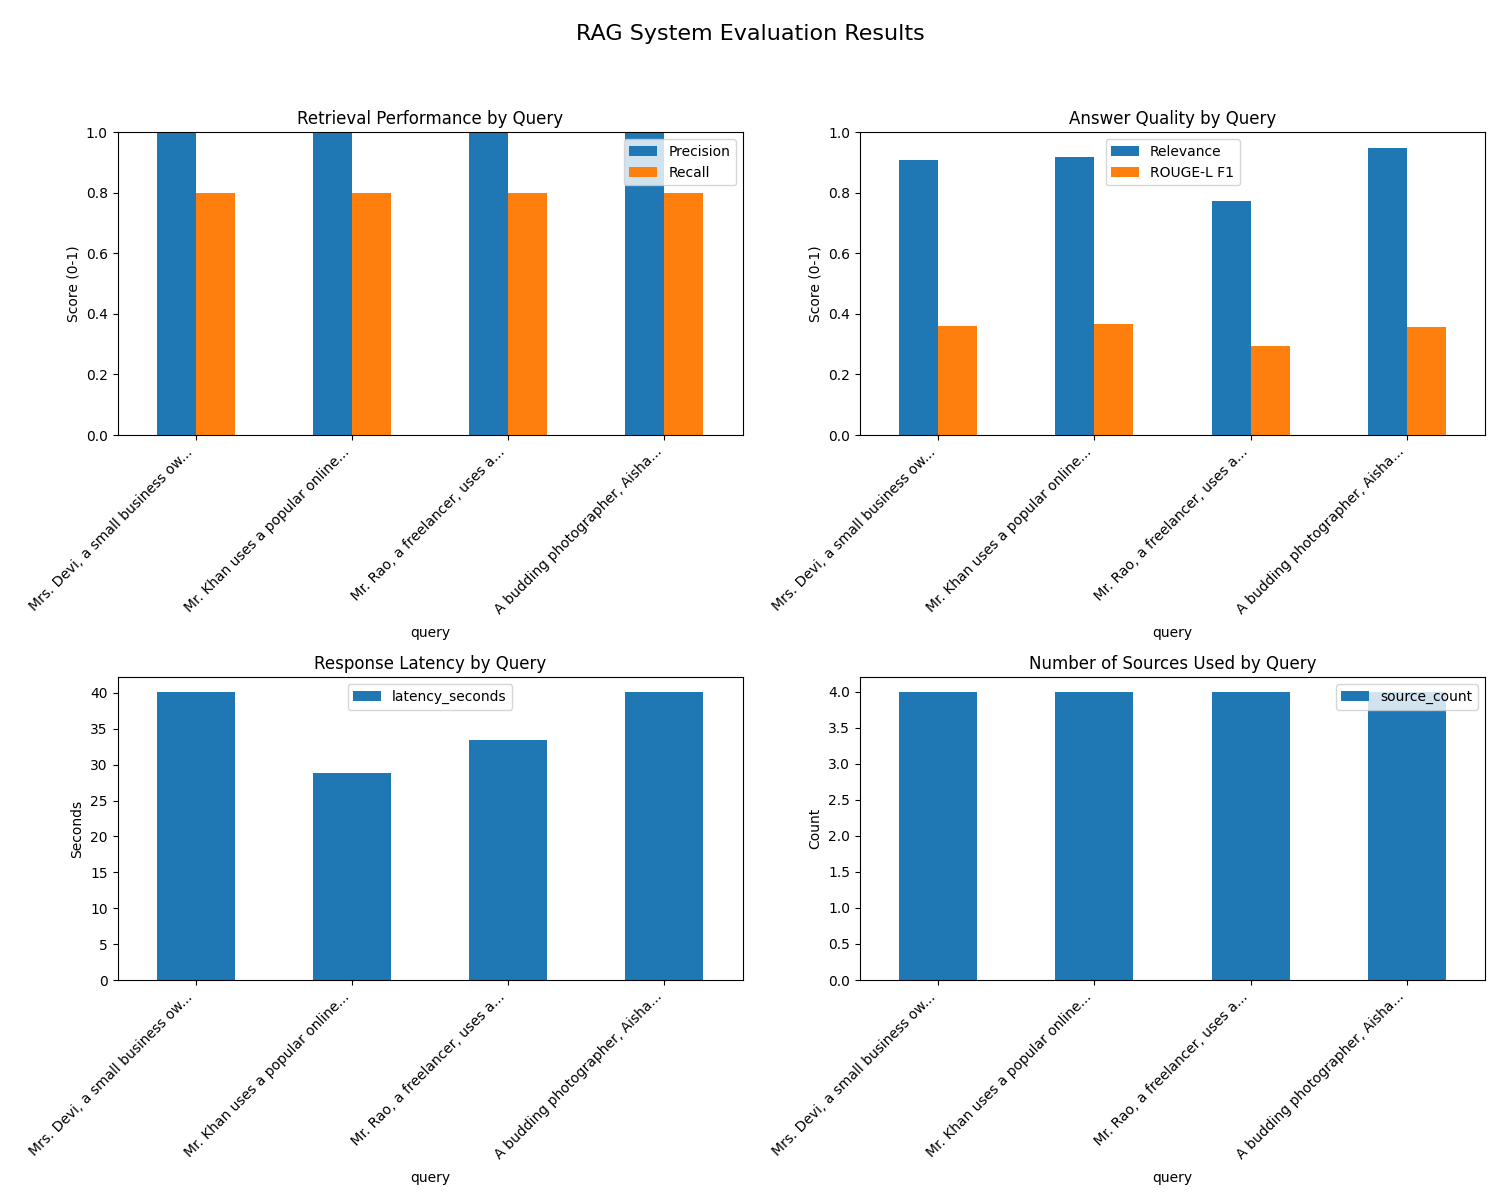 RAG System Evaluation Results
Retrieval Performance by Query
Precision
Recall
Score (0-1)
1.0
0.8
0.6
0.4
0.2
0.0
Mrs. Devi, a small business ow...
Mr. Khan uses a popular online...
Mr. Rao, a freelancer, uses a...
A budding photographer, Aisha...
query
Answer Quality by Query
Relevance
ROUGE-L F1
Score (0-1)
1.0
0.8
0.6
0.4
0.2
0.0
Mrs. Devi, a small business ow...
Mr. Khan uses a popular online...
Mr. Rao, a freelancer, uses a...
A budding photographer, Aisha...
query
Response Latency by Query
latency_seconds
Seconds
40
35
30
25
20
15
10
5
0
Mrs. Devi, a small business ow...
Mr. Khan uses a popular online...
Mr. Rao, a freelancer, uses a...
A budding photographer, Aisha...
query
Number of Sources Used by Query
source_count
Count
4.0
3.5
3.0
2.5
2.0
1.5
1.0
0.5
0.0
Mrs. Devi, a small business ow...
Mr. Khan uses a popular online...
Mr. Rao, a freelancer, uses a...
A budding photographer, Aisha...
query